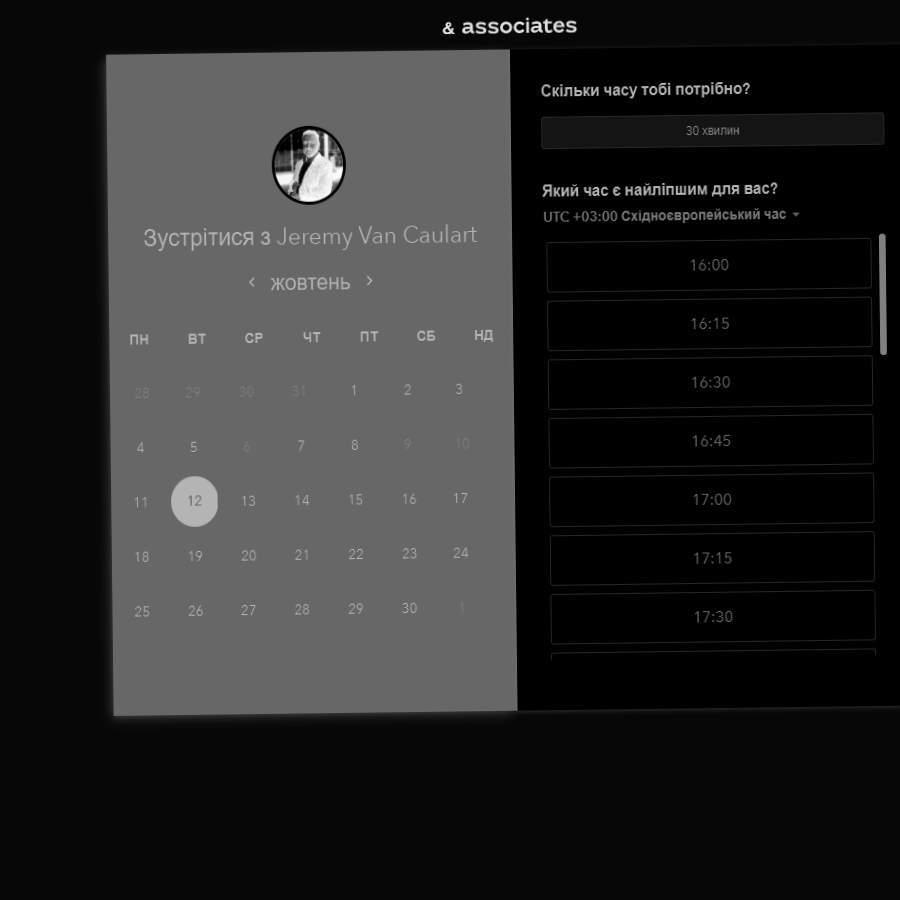 & associates
Зустрітися з Jeremy Van Caulart
жовтень
ПН ВТ СР ЧТ ПТ СБ НД
28 29 30 31 1 2 3
4 5 6 7 8 9 10
11 12 13 14 15 16 17
18 19 20 21 22 23 24
25 26 27 28 29 30 1
Скільки часу тобі потрібно?
30 хвилин
Який час є найліпшим для вас?
UTC +03:00 Східноєвропейський час
16:00
16:15
16:30
16:45
17:00
17:15
17:30